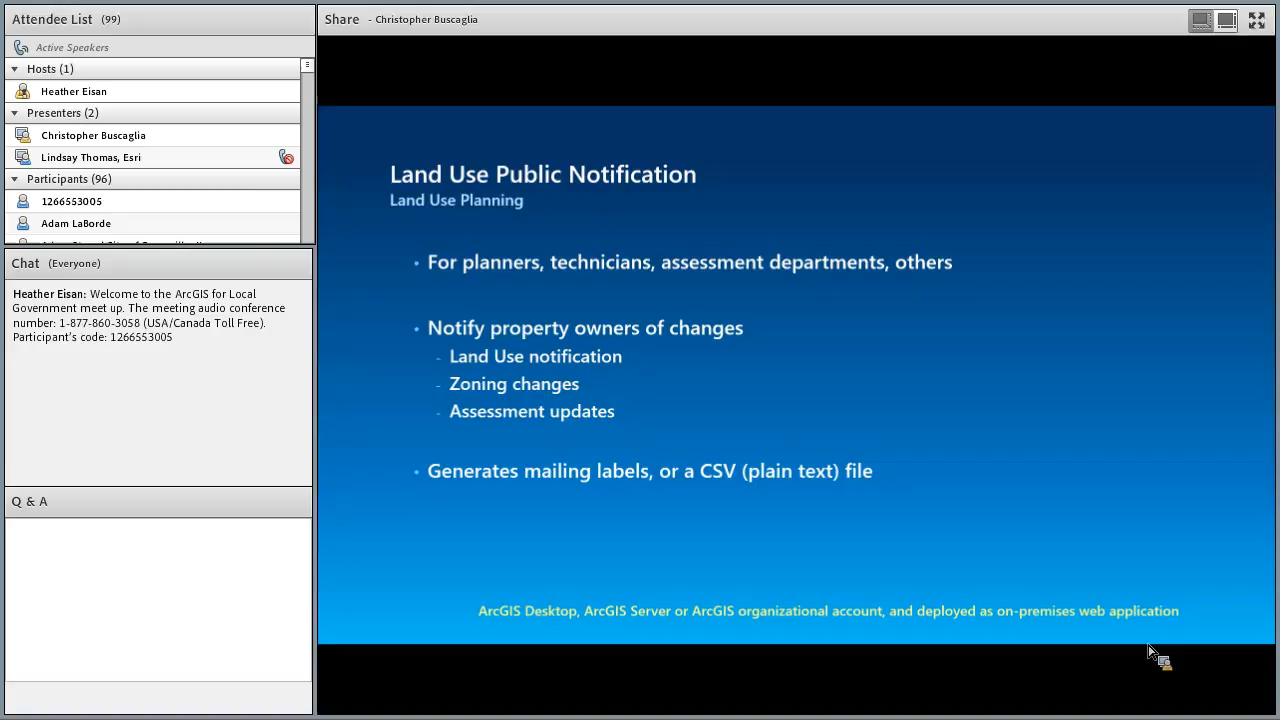 Attendee List (99)
Active Speakers
Hosts (1)
Heather Eisan
Presenters (2)
Christopher Buscaglia
Lindsay Thomas, Esri
Participants (96)
1266553005
Adam LaBorde
Chat (Everyone)
Heather Eisan: Welcome to the ArcGIS for Local
Government meet up. The meeting audio conference
number: 1-877-860-3058 (USA/Canada Toll Free).
Participant's code: 1266553005
Q & A
Share - Christopher Buscaglia
Land Use Public Notification
Land Use Planning
• For planners, technicians, assessment departments, others
• Notify property owners of changes
- Land Use notification
- Zoning changes
- Assessment updates
• Generates mailing labels, or a CSV (plain text) file
ArcGIS Desktop, ArcGIS Server or ArcGIS organizational account, and deployed as on-premises web application